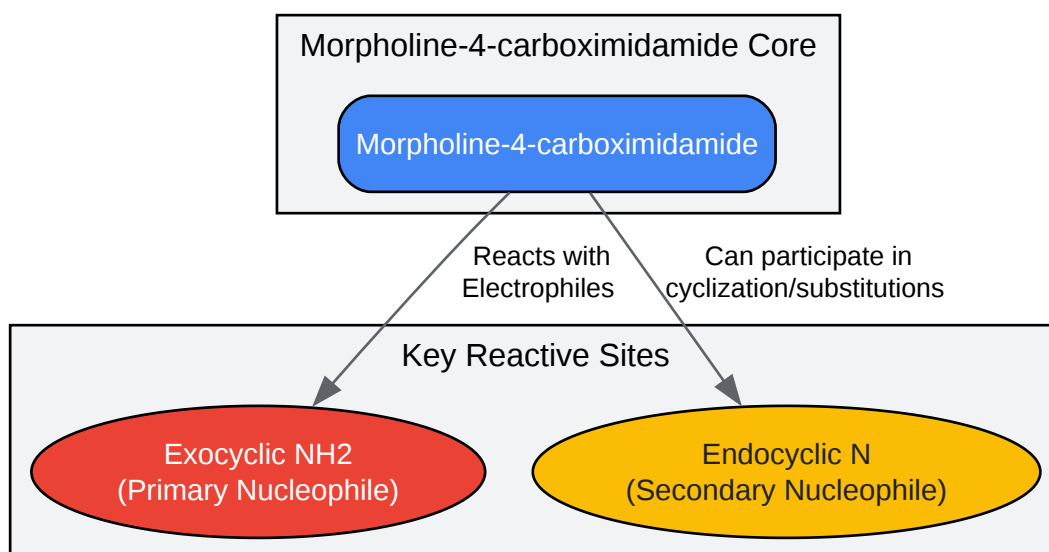 Morpholine-4-carboximidamide Core
Morpholine-4-carboximidamide
Reacts with
Electrophiles
Can participate in
cyclization/substitutions
Key Reactive Sites
Exocyclic NH2
(Primary Nucleophile)
Endocyclic N
(Secondary Nucleophile)